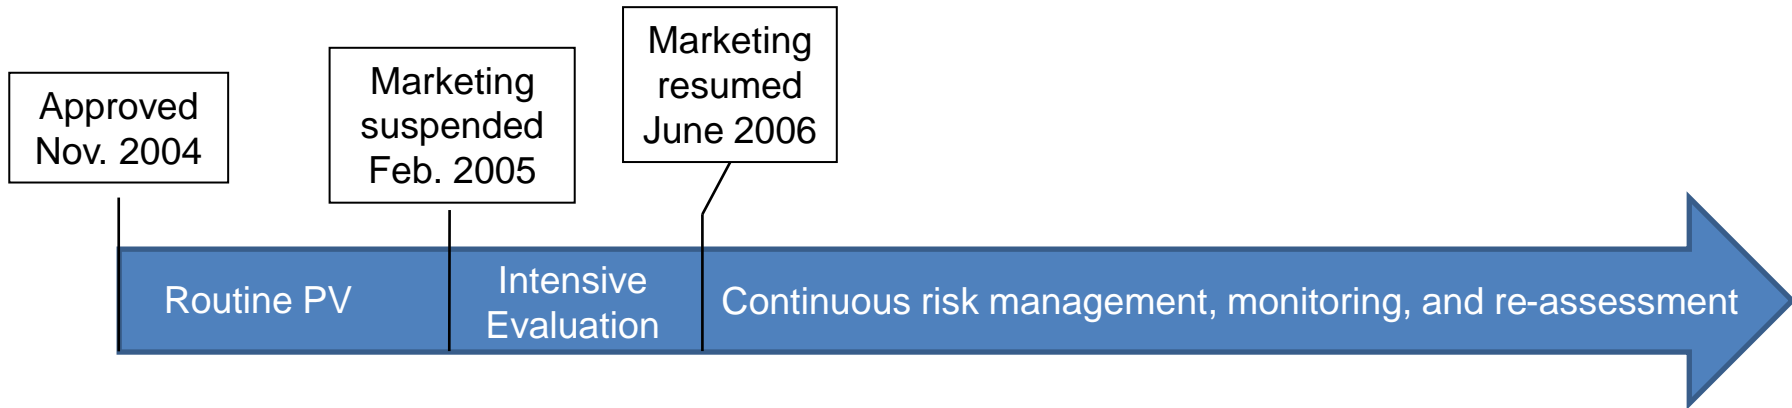 Approved
Nov. 2004
Marketing
suspended
Feb. 2005
Marketing
resumed
June 2006
Routine PV
Intensive
Evaluation
Continuous risk management, monitoring, and re-assessment